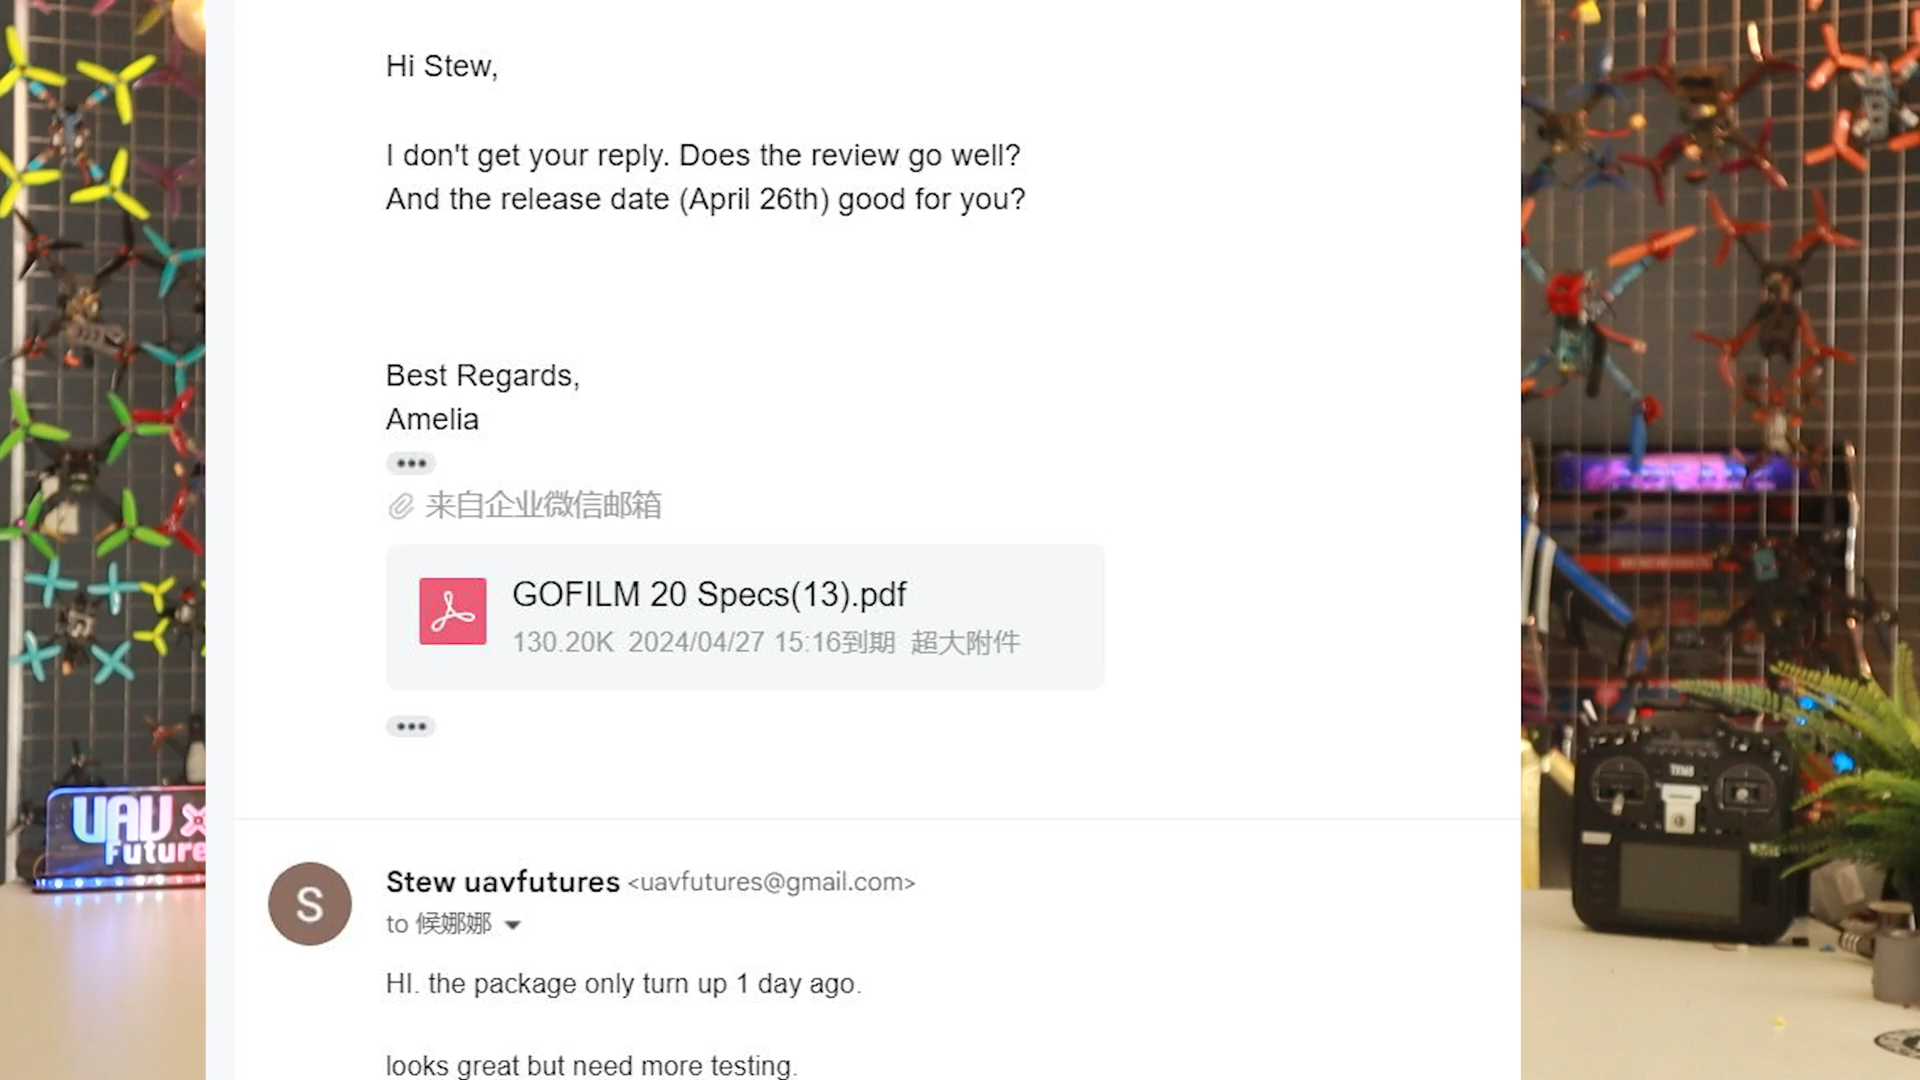 Hi Stew,
I don't get your reply. Does the review go well?
And the release date (April 26th) good for you?
Best Regards,
Amelia
来自企业微信邮箱
GOFILM 20 Specs(13).pdf
130.20K 2024/04/27 15:16到期 超大附件
S
Stew uavfutures <uavfutures@gmail.com>
to 候娜娜
HI. the package only turn up 1 day ago.
looks great but need more testing.
UAV
Future